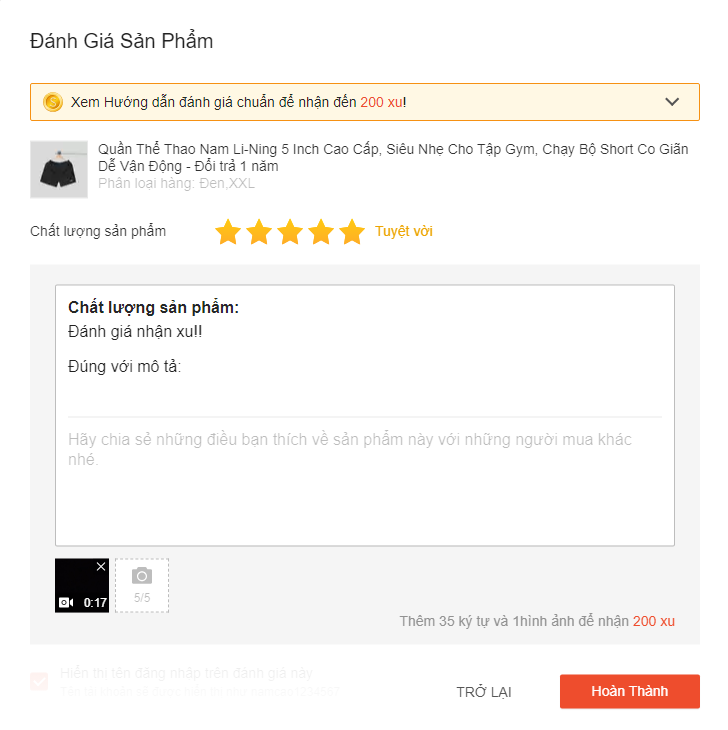 Đánh Giá Sản Phẩm
Xem Hướng dẫn đánh giá chuẩn để nhận đến 200 xu!
Quần Thể Thao Nam Li-Ning 5 Inch Cao Cấp, Siêu Nhẹ Cho Tập Gym, Chạy Bộ Short Co Giãn
Dễ Vận Động - Đổi trả 1 năm
Phân loại hàng: Đen,XXL
Chất lượng sản phẩm
Tuyệt vời
Chất lượng sản phẩm:
Đánh giá nhận xu!!
Đúng với mô tả:
Hãy chia sẻ những điều bạn thích về sản phẩm này với những người mua khác
nhé.
0:17
5/5
Thêm 35 ký tự và 1hình ảnh để nhận 200 xu
Hiển thị tên đăng nhập trên đánh giá này
TRỞ LẠI
Hoàn Thành